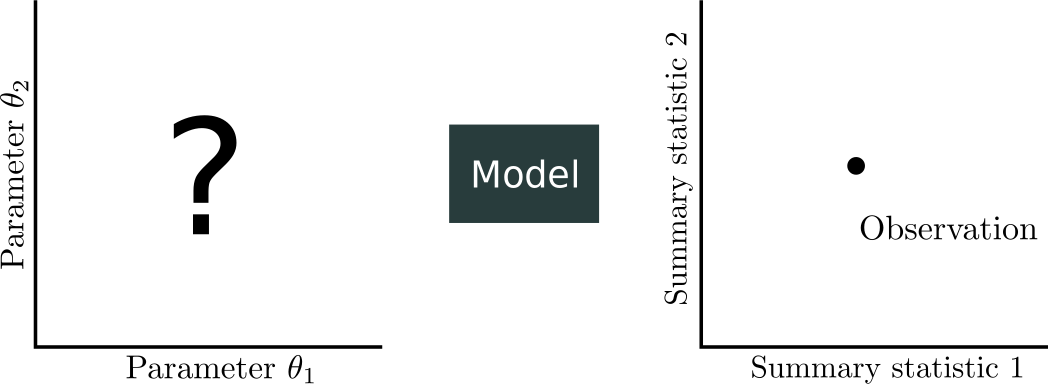 Parameter θ₂
?
Parameter θ₁
Model
Summary statistic 2
Observation
Summary statistic 1